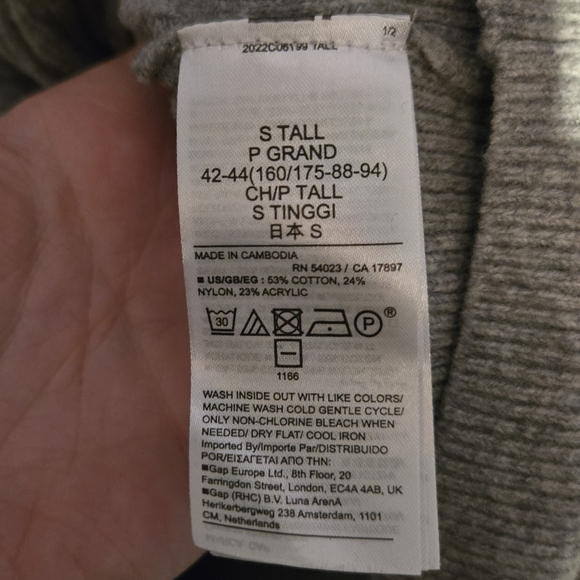 1/2
2022C06199 TALL
S TALL
P GRAND
42-44(160/175-88-94)
CH/P TALL
S TINGGI
日本 S
MADE IN CAMBODIA
RN 54023 / CA 17897
■ US/GB/EG : 53% COTTON, 24%
NYLON, 23% ACRYLIC
30 P ®
1166
WASH INSIDE OUT WITH LIKE COLORS/
MACHINE WASH COLD GENTLE CYCLE/
ONLY NON-CHLORINE BLEACH WHEN
NEEDED/ DRY FLAT/ COOL IRON
Imported By/Importe Par/DISTRIBUIDO
POR/ΕΙΣΑΓΕΤΑΙ ΑΠΟ ΤΗΝ:
■Gap Europe Ltd., 8th Floor, 20
Farringdon Street, London, EC4A 4AB, UK
■Gap (RHC) B.V. Luna ArenA
Herikerbergweg 238 Amsterdam, 1101
CM, Netherlands